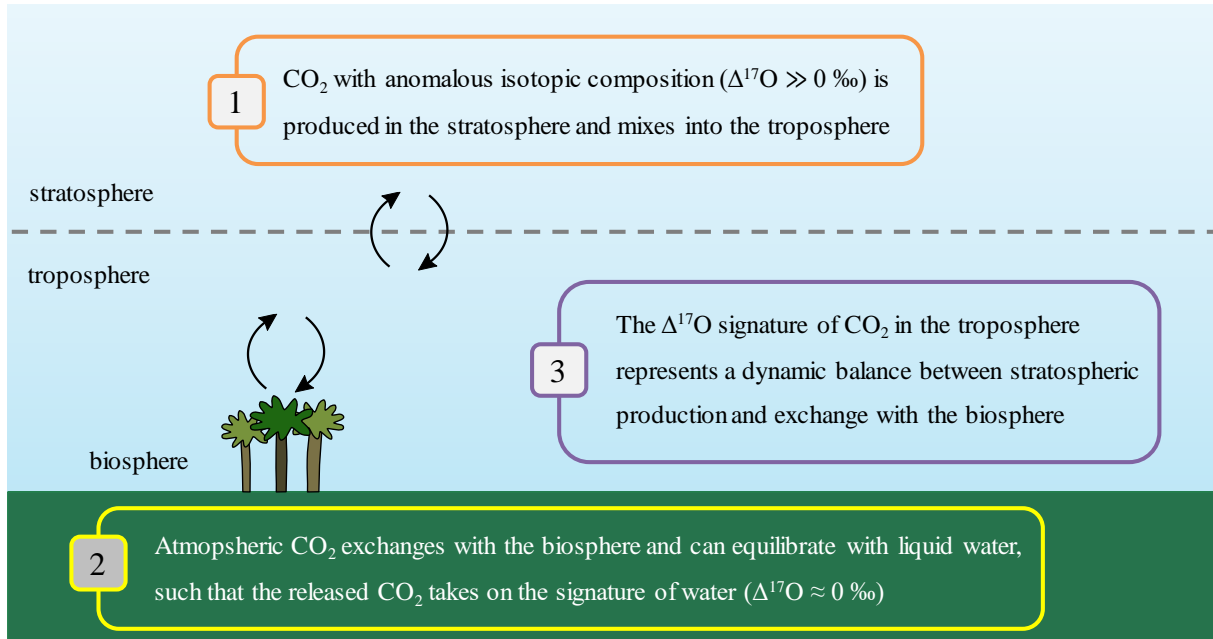 1
CO₂ with anomalous isotopic composition (Δ¹⁷O ≫ 0 ‰) is
produced in the stratosphere and mixes into the troposphere
stratosphere
troposphere
3
The Δ¹⁷O signature of CO₂ in the troposphere
represents a dynamic balance between stratospheric
production and exchange with the biosphere
biosphere
2
Atmopsheric CO₂ exchanges with the biosphere and can equilibrate with liquid water,
such that the released CO₂ takes on the signature of water (Δ¹⁷O ≈ 0 ‰)